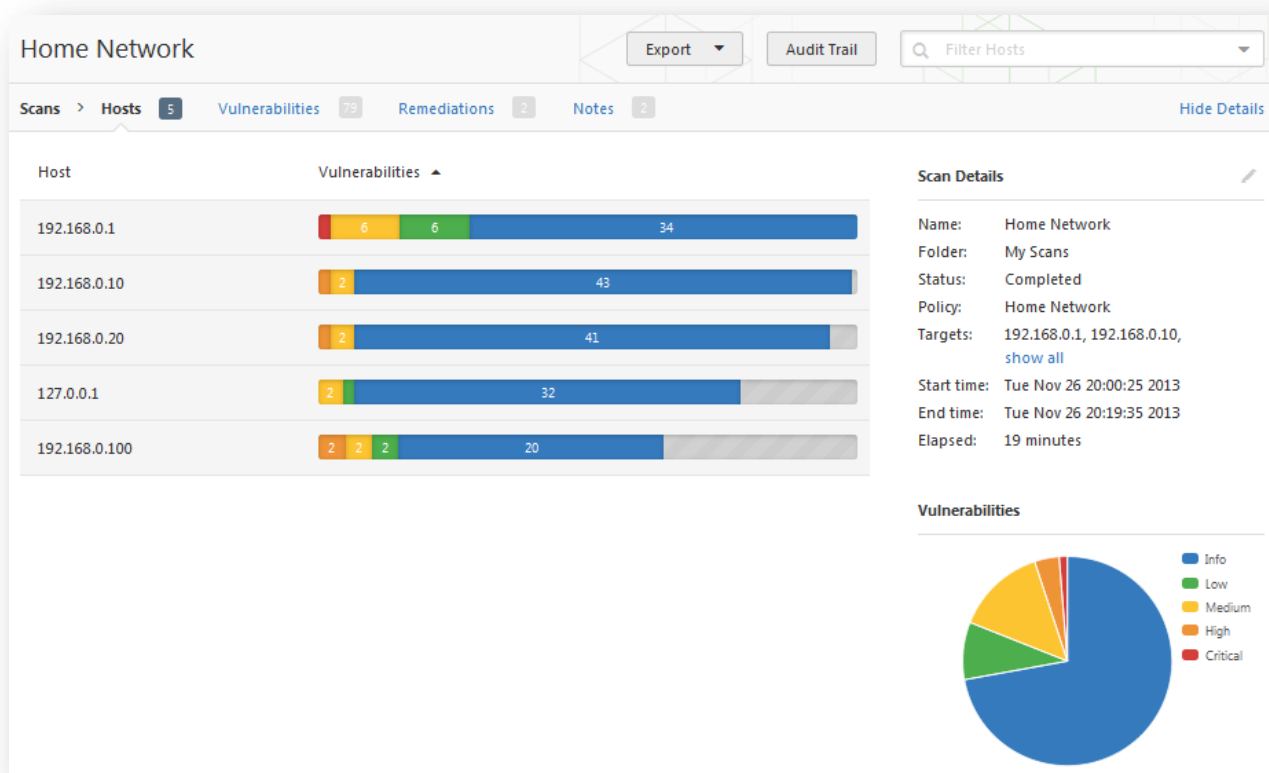 Home Network
Export
Audit Trail
Filter Hosts
Scans > Hosts 5 Vulnerabilities 79 Remediations 2 Notes 2 Hide Details
Host Vulnerabilities
192.168.0.1 6 6 34
192.168.0.10 2 43
192.168.0.20 2 41
127.0.0.1 2 32
192.168.0.100 2 2 2 20
Scan Details
Name: Home Network
Folder: My Scans
Status: Completed
Policy: Home Network
Targets: 192.168.0.1, 192.168.0.10,
show all
Start time: Tue Nov 26 20:00:25 2013
End time: Tue Nov 26 20:19:35 2013
Elapsed: 19 minutes
Vulnerabilities
Info
Low
Medium
High
Critical